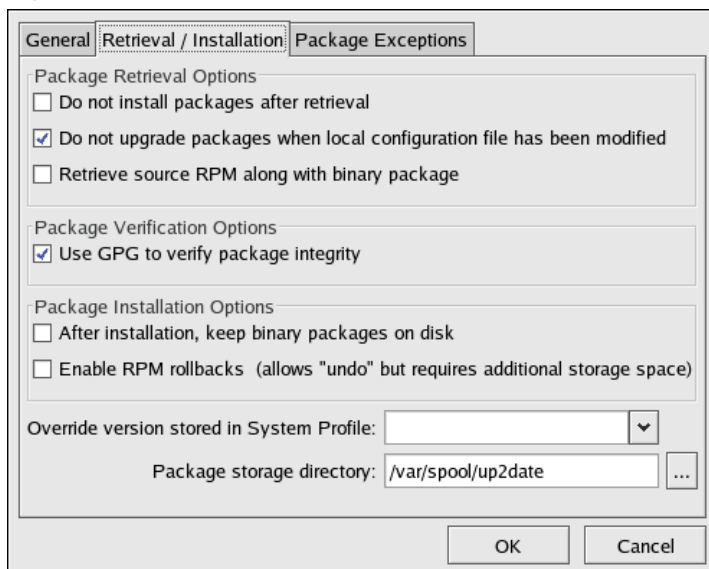 General Retrieval / Installation Package Exceptions
Package Retrieval Options
Do not install packages after retrieval
Do not upgrade packages when local configuration file has been modified
Retrieve source RPM along with binary package
Package Verification Options
Use GPG to verify package integrity
Package Installation Options
After installation, keep binary packages on disk
Enable RPM rollbacks (allows "undo" but requires additional storage space)
Override version stored in System Profile:
Package storage directory: /var/spool/up2date ...
OK Cancel